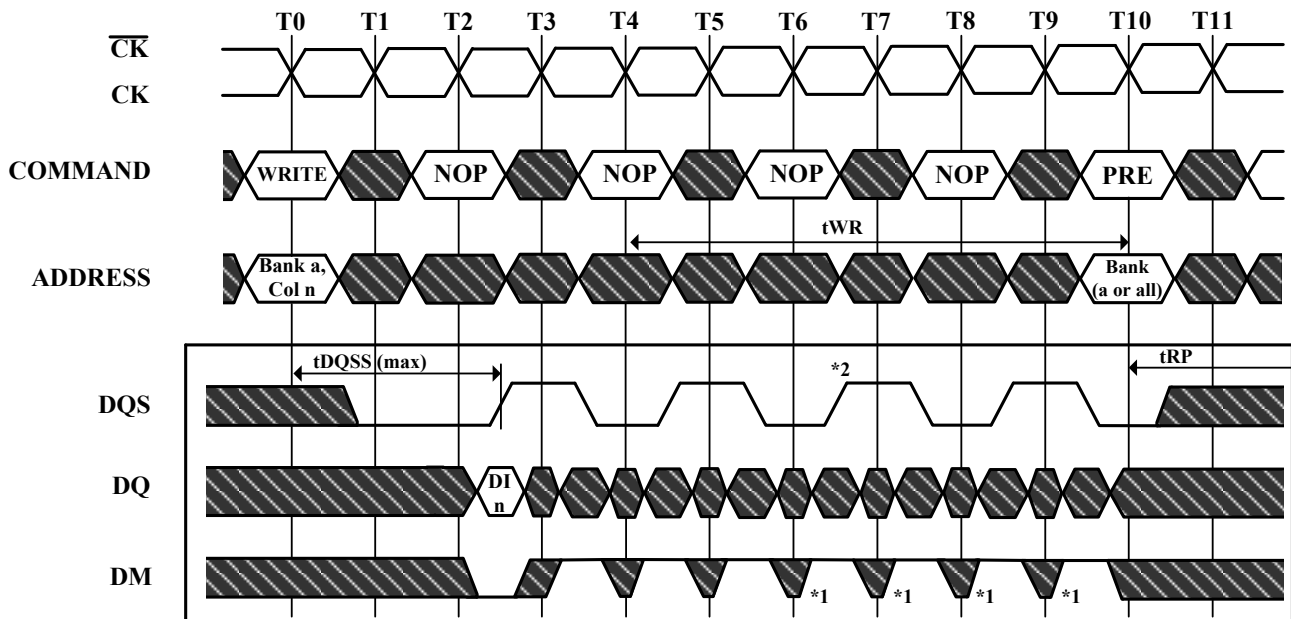 T0 T1 T2 T3 T4 T5 T6 T7 T8 T9 T10 T11
CK
CK
COMMAND WRITE NOP NOP NOP NOP PRE
tWR
ADDRESS Bank a, Col n Bank (a or all)
tDQSS (max) *2 tRP
DQS
DQ DI n
DM *1 *1 *1 *1